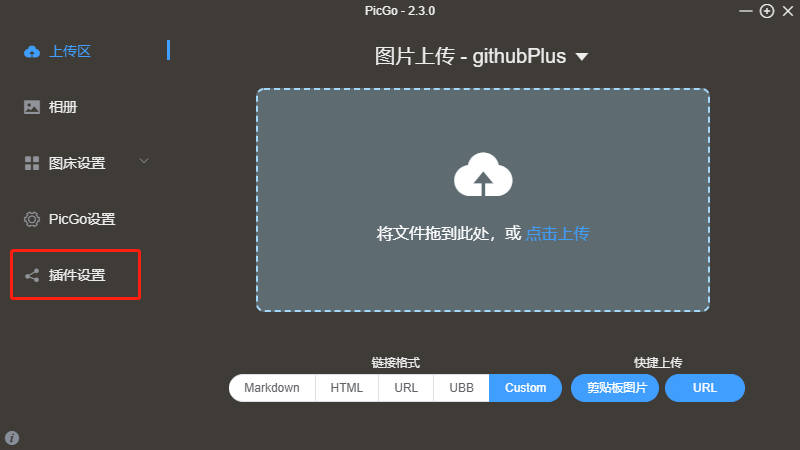 PicGo - 2.3.0
上传区
相册
图床设置
PicGo设置
插件设置
图片上传 - githubPlus
将文件拖到此处，或 点击上传
链接格式
Markdown HTML URL UBB Custom
快捷上传
剪贴板图片 URL